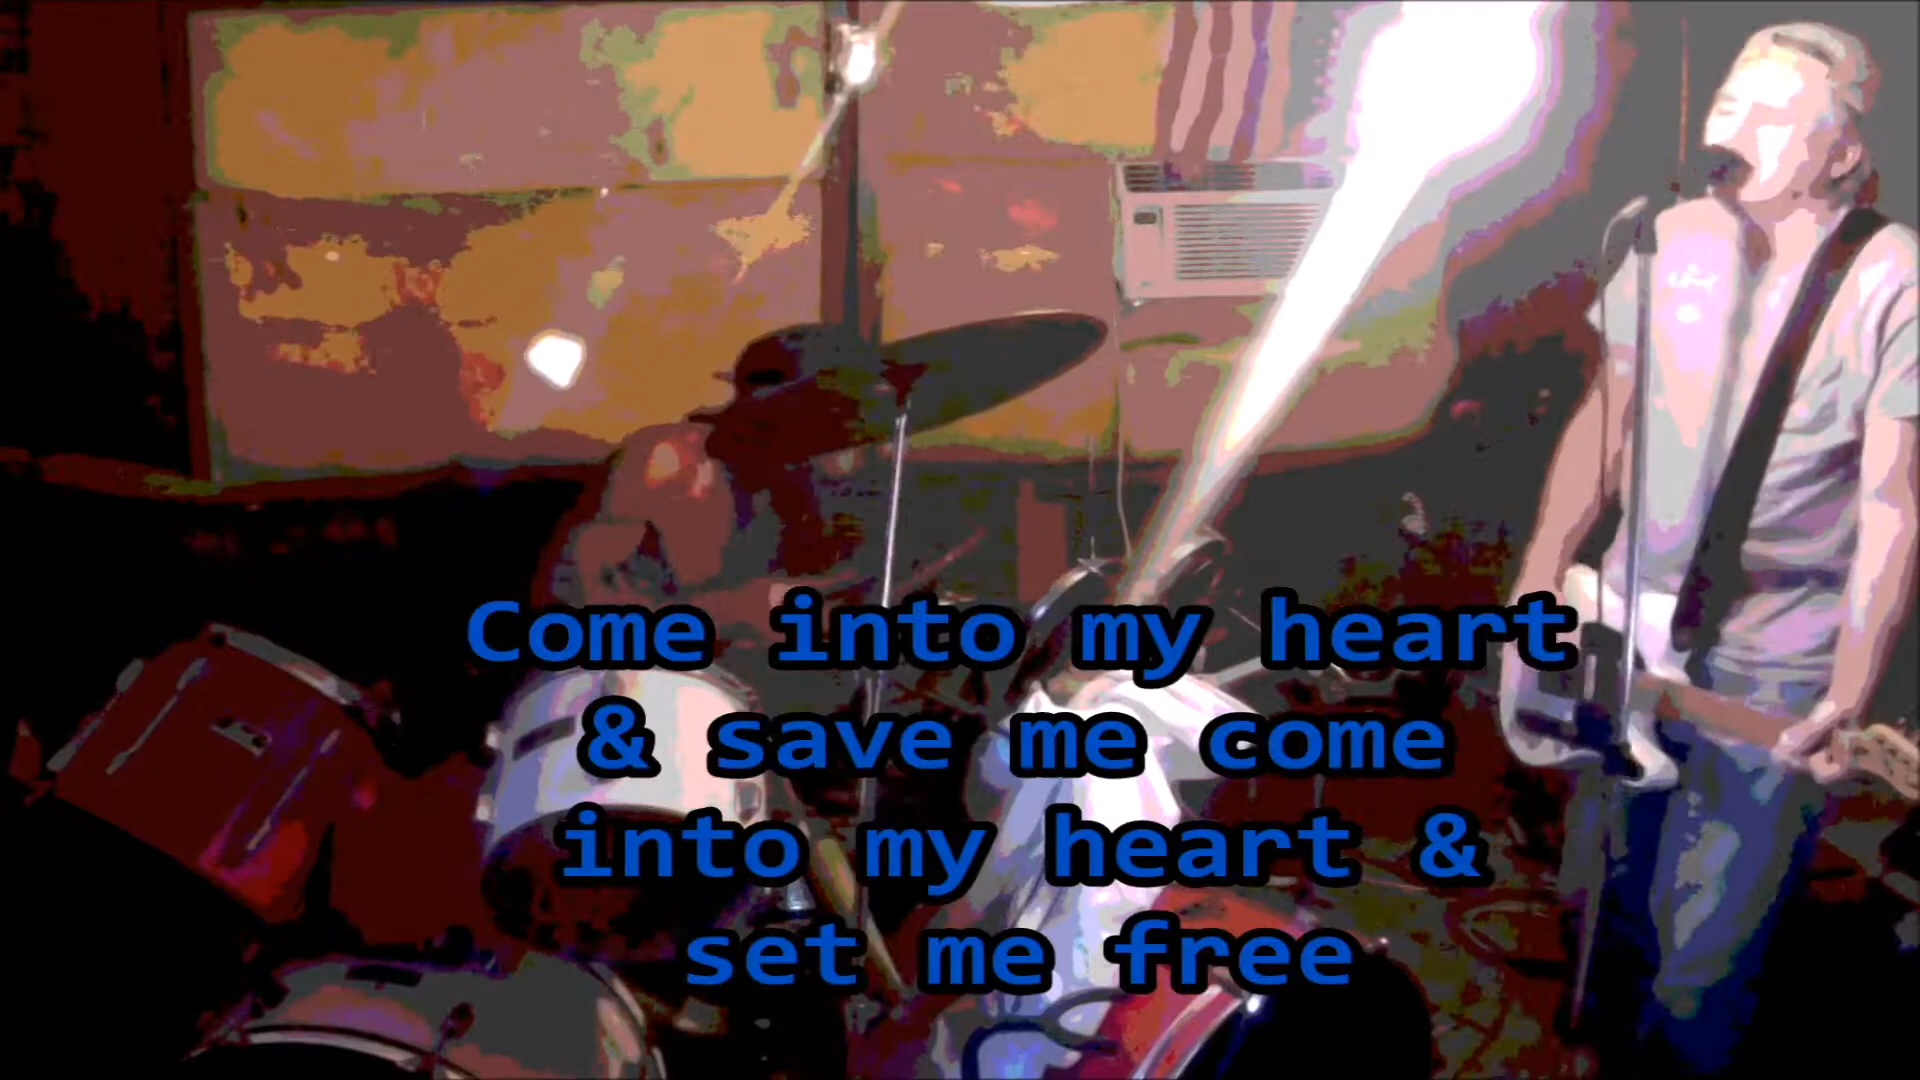 Come into my heart
& save me come
into my heart &
set me free